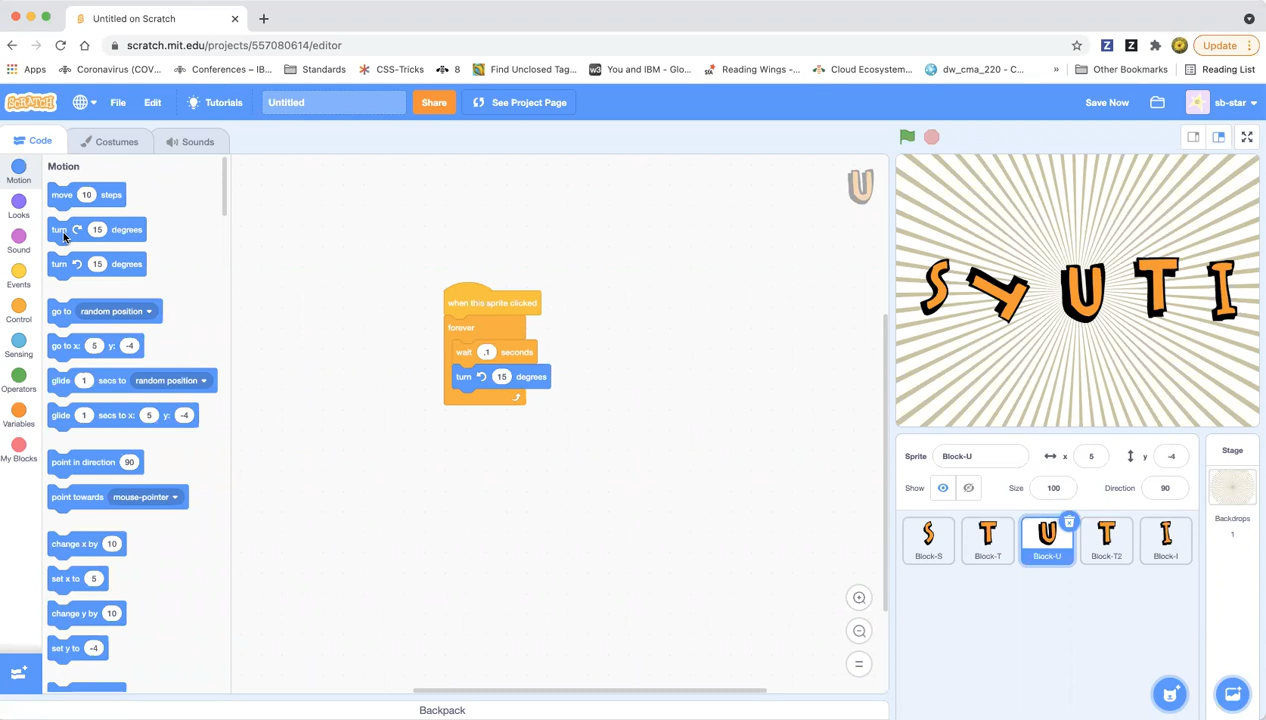 Untitled on Scratch
scratch.mit.edu/projects/557080614/editor
Update
Apps Coronavirus (COV... Conferences – IB... Standards CSS-Tricks 8 Find Unclosed Tag... You and IBM - Glo... Reading Wings -... Cloud Ecosystem... dw_cma_220 - C... » Other Bookmarks Reading List
SCRATCH File Edit Tutorials Untitled Share See Project Page Save Now sb-star
Code Costumes Sounds
Motion
Looks
Sound
Events
Control
Sensing
Operators
Variables
My Blocks
Motion
move 10 steps
turn 15 degrees
turn 15 degrees
go to random position
go to x: 5 y: -4
glide 1 secs to random position
glide 1 secs to x: 5 y: -4
point in direction 90
point towards mouse-pointer
change x by 10
set x to 5
change y by 10
set y to -4
U
when this sprite clicked
forever
wait .1 seconds
turn 15 degrees
S T U T I
Sprite Block-U x 5 y -4
Show Size 100 Direction 90
S T U T I
Block-S Block-T Block-U Block-T2 Block-I
Stage
Backdrops
1
Backpack